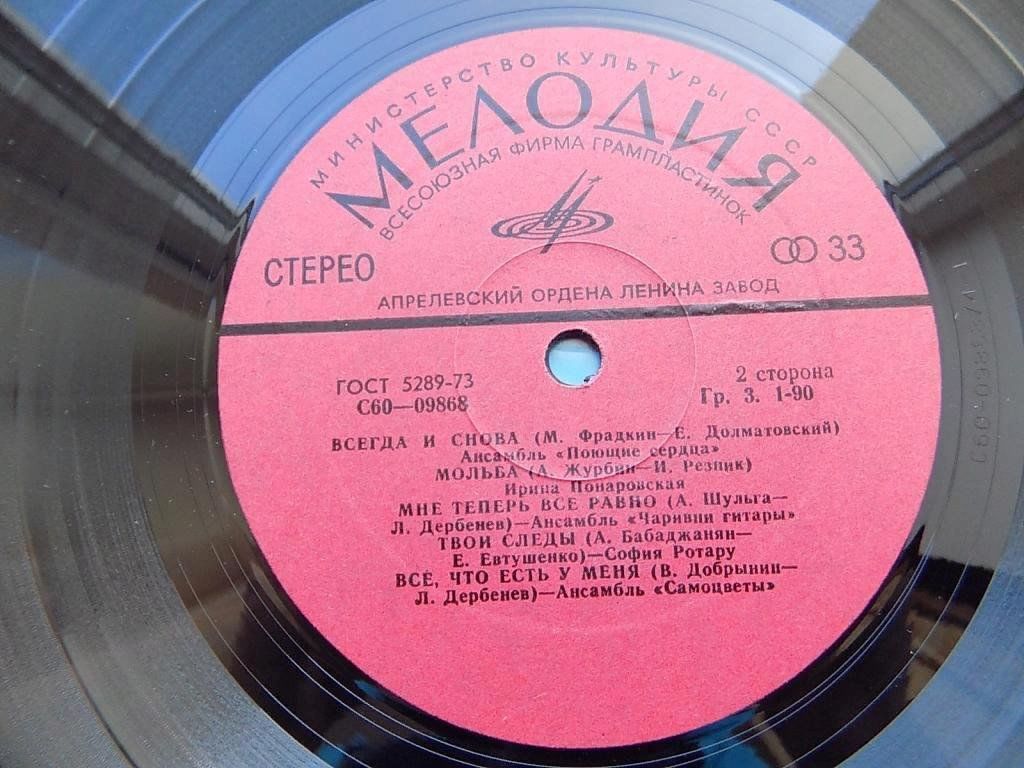 МИНИСТЕРСТВО КУЛЬТУРЫ СССР
МЕЛОДИЯ
ВСЕСОЮЗНАЯ ФИРМА ГРАМПЛАСТИНОК
СТЕРЕО
33
АПРЕЛЕВСКИЙ ОРДЕНА ЛЕНИНА ЗАВОД
ГОСТ 5289-73
2 сторона
С60—09868
Гр. 3. 1-90
ВСЕГДА И СНОВА (М. Фрадкин—Е. Долматовский)
Ансамбль «Поющие сердца»
МОЛЬБА (А. Журбин—И. Резник)
Ирина Понаровская
МНЕ ТЕПЕРЬ ВСЕ РАВНО (А. Шульга—
Л. Дербенев)—Ансамбль «Чаривни гитары»
ТВОИ СЛЕДЫ (А. Бабаджанян—
Е. Евтушенко)—София Ротару
ВСЕ, ЧТО ЕСТЬ У МЕНЯ (В. Добрынин—
Л. Дербенев)—Ансамбль «Самоцветы»